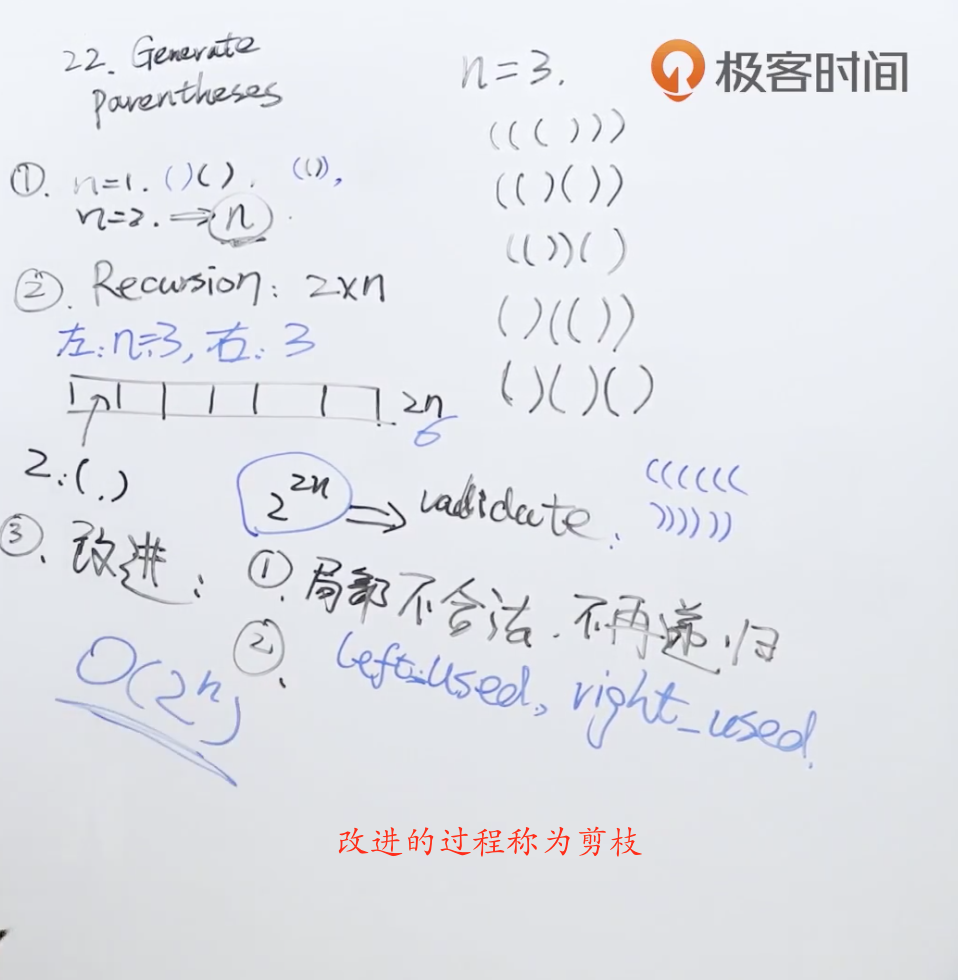 22. Generate
Parentheses
n=3.
极客时间
((()))
(()())
(())()
()(())
()()()
①. n=1. ()(). (()),
n=2. ⇒ n.
②. Recursion: 2×n
左:n=3, 右: 3
2n
6
2:(.)
2^2n ⇒ validate:
((((((
))))))
③、改进: ①.局部不合法.不再递归
②、left_used, right_used.
O(2^n)
改进的过程称为剪枝